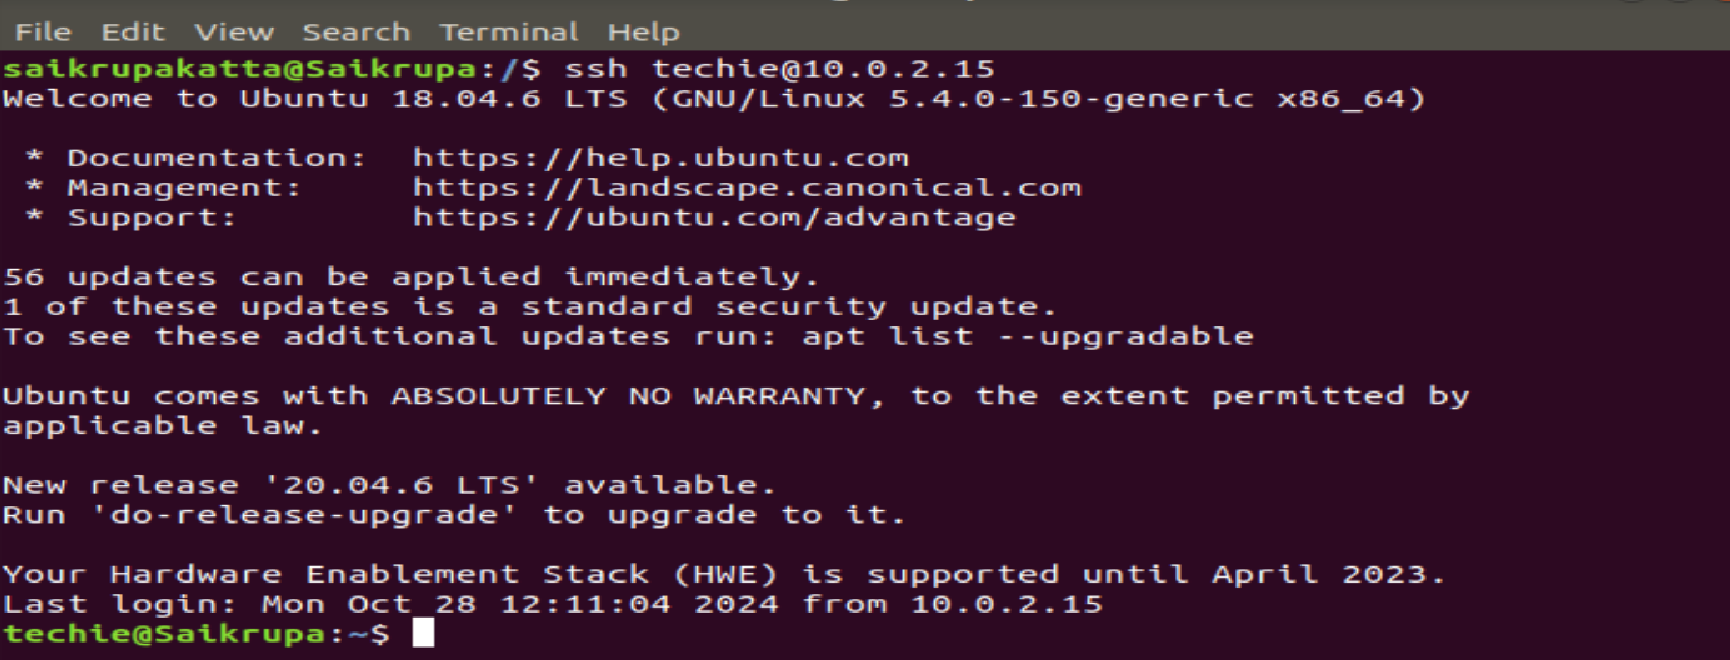 File Edit View Search Terminal Help
saikrupakatta@Saikrupa:/$ ssh techie@10.0.2.15
Welcome to Ubuntu 18.04.6 LTS (GNU/Linux 5.4.0-150-generic x86_64)
* Documentation: https://help.ubuntu.com
* Management: https://landscape.canonical.com
* Support: https://ubuntu.com/advantage
56 updates can be applied immediately.
1 of these updates is a standard security update.
To see these additional updates run: apt list --upgradable
Ubuntu comes with ABSOLUTELY NO WARRANTY, to the extent permitted by
applicable law.
New release '20.04.6 LTS' available.
Run 'do-release-upgrade' to upgrade to it.
Your Hardware Enablement Stack (HWE) is supported until April 2023.
Last login: Mon Oct 28 12:11:04 2024 from 10.0.2.15
techie@Saikrupa:~$